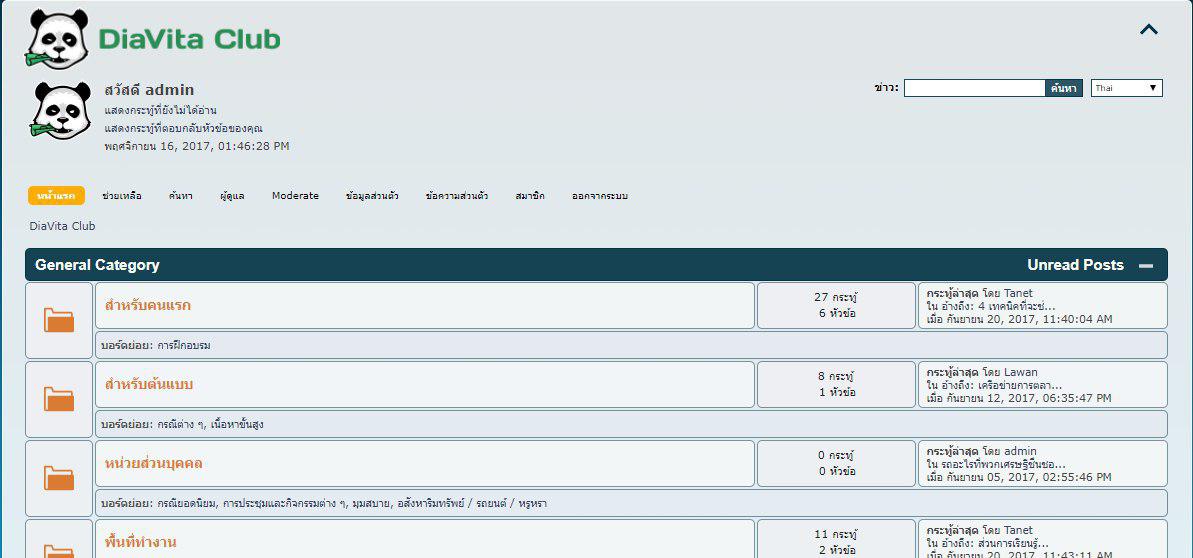 DiaVita Club
สวัสดี admin
แสดงกระทู้ที่ยังไม่ได้อ่าน
แสดงกระทู้ที่ตอบกลับหัวข้อของคุณ
พฤศจิกายน 16, 2017, 01:46:28 PM
ข่าว: ค้นหา Thai
หน้าแรก ช่วยเหลือ ค้นหา ผู้ดูแล Moderate ข้อมูลส่วนตัว ข้อความส่วนตัว สมาชิก ออกจากระบบ
DiaVita Club
General Category Unread Posts
สำหรับคนแรก
27 กระทู้
6 หัวข้อ
กระทู้ล่าสุด โดย Tanet
ใน อ้างถึง: 4 เทคนิคที่จะช่...
เมื่อ กันยายน 20, 2017, 11:40:04 AM
บอร์ดย่อย: การฝึกอบรม
สำหรับต้นแบบ
8 กระทู้
1 หัวข้อ
กระทู้ล่าสุด โดย Lawan
ใน อ้างถึง: เครือข่ายการตลา...
เมื่อ กันยายน 12, 2017, 06:35:47 PM
บอร์ดย่อย: กรณีต่าง ๆ, เนื้อหาขั้นสูง
หน่วยส่วนบุคคล
0 กระทู้
0 หัวข้อ
กระทู้ล่าสุด โดย admin
ใน รถอะไรที่พวกเศรษฐีชื่นชอ...
เมื่อ กันยายน 05, 2017, 02:55:46 PM
บอร์ดย่อย: กรณียอดนิยม, การประชุมและกิจกรรมต่าง ๆ, มุมสบาย, อสังหาริมทรัพย์ / รถยนต์ / หรูหรา
พื้นที่ทำงาน
11 กระทู้
2 หัวข้อ
กระทู้ล่าสุด โดย Tanet
ใน อ้างถึง: ส่วนการเรียนรู้...
เมื่อ กันยายน 20, 2017, 11:43:11 AM